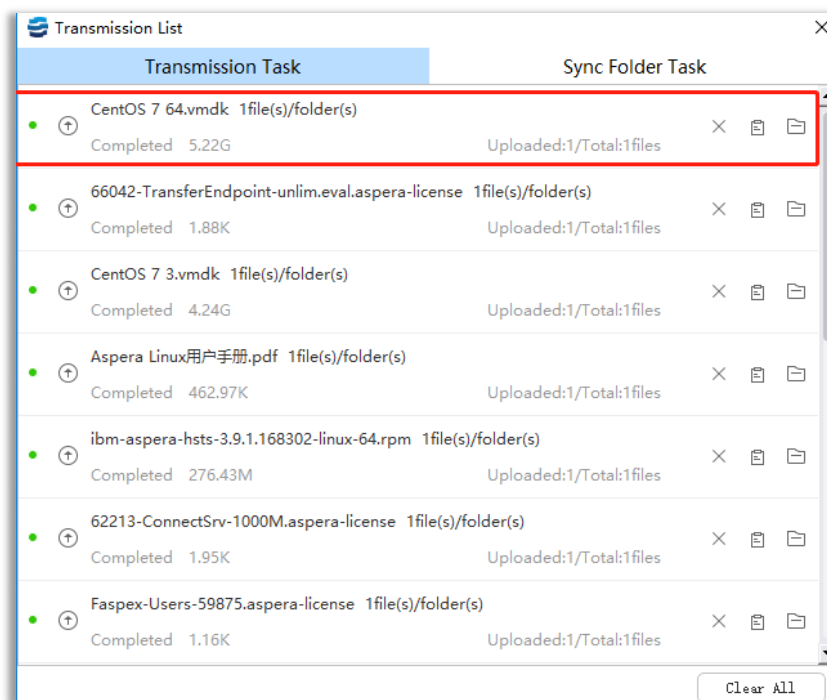 Transmission List
Transmission Task
Sync Folder Task
CentOS 7 64.vmdk 1file(s)/folder(s)
Completed 5.22G Uploaded:1/Total:1files
66042-TransferEndpoint-unlim.eval.aspera-license 1file(s)/folder(s)
Completed 1.88K Uploaded:1/Total:1files
CentOS 7 3.vmdk 1file(s)/folder(s)
Completed 4.24G Uploaded:1/Total:1files
Aspera Linux用户手册.pdf 1file(s)/folder(s)
Completed 462.97K Uploaded:1/Total:1files
ibm-aspera-hsts-3.9.1.168302-linux-64.rpm 1file(s)/folder(s)
Completed 276.43M Uploaded:1/Total:1files
62213-ConnectSrv-1000M.aspera-license 1file(s)/folder(s)
Completed 1.95K Uploaded:1/Total:1files
Faspex-Users-59875.aspera-license 1file(s)/folder(s)
Completed 1.16K Uploaded:1/Total:1files
Clear All